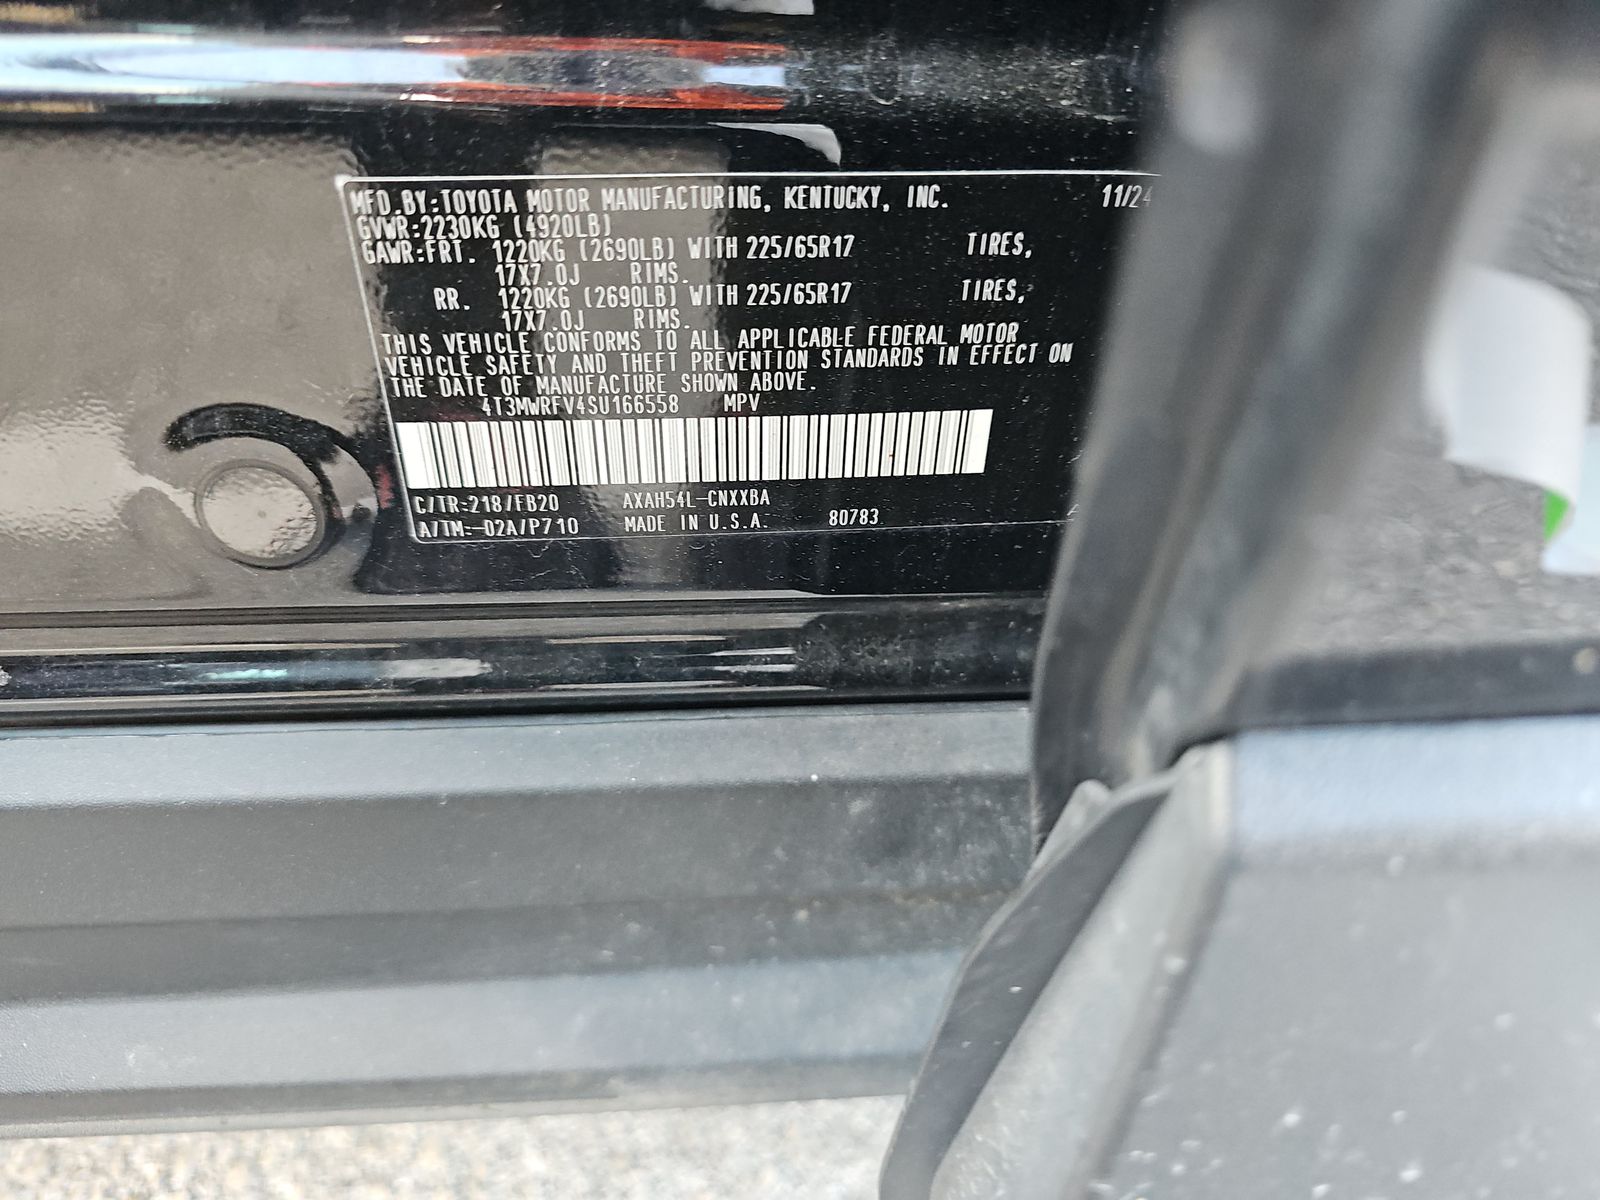 MFD.BY:TOYOTA MOTOR MANUFACTURING, KENTUCKY, INC. 11/24
GVWR:2230KG (4920LB)
GAWR:FRT. 1220KG (2690LB) WITH 225/65R17 TIRES,
17X7.0J RIMS.
RR. 1220KG (2690LB) WITH 225/65R17 TIRES,
17X7.0J RIMS.
THIS VEHICLE CONFORMS TO ALL APPLICABLE FEDERAL MOTOR
VEHICLE SAFETY AND THEFT PREVENTION STANDARDS IN EFFECT ON
THE DATE OF MANUFACTURE SHOWN ABOVE.
4T3MWRFV4SU166558 MPV
C/TR:218/FB20 AXAH54L-CNXXBA
A/TM:-02A/P710 MADE IN U.S.A. 80783